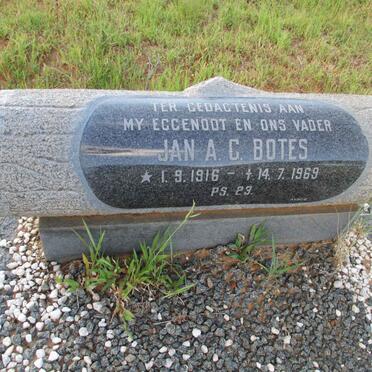 TER GEDAGTENIS AAN
MY EGGENOOT EN ONS VADER
JAN A. C. BOTES
★ 1. 9. 1916 - ✝ 14. 7. 1969
PS. 23.